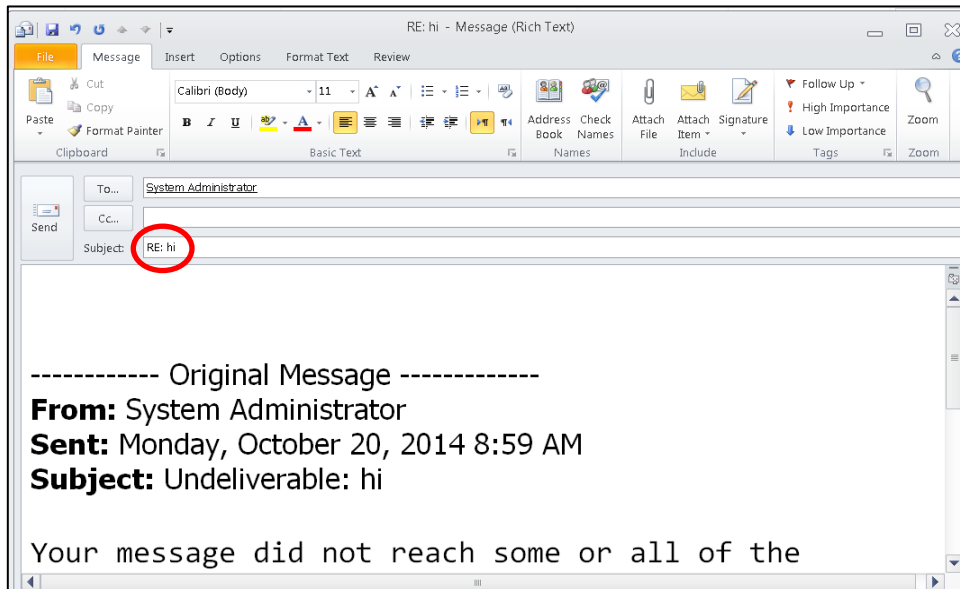 RE: hi - Message (Rich Text)
File Message Insert Options Format Text Review
Paste
Cut
Copy
Format Painter
Clipboard
Calibri (Body) 11
B I U
Basic Text
Address Book
Check Names
Names
Attach File
Attach Item
Signature
Include
Follow Up
High Importance
Low Importance
Tags
Zoom
Zoom
Send
To... System Administrator
Cc...
Subject: RE: hi
------------ Original Message -------------
From: System Administrator
Sent: Monday, October 20, 2014 8:59 AM
Subject: Undeliverable: hi
Your message did not reach some or all of the